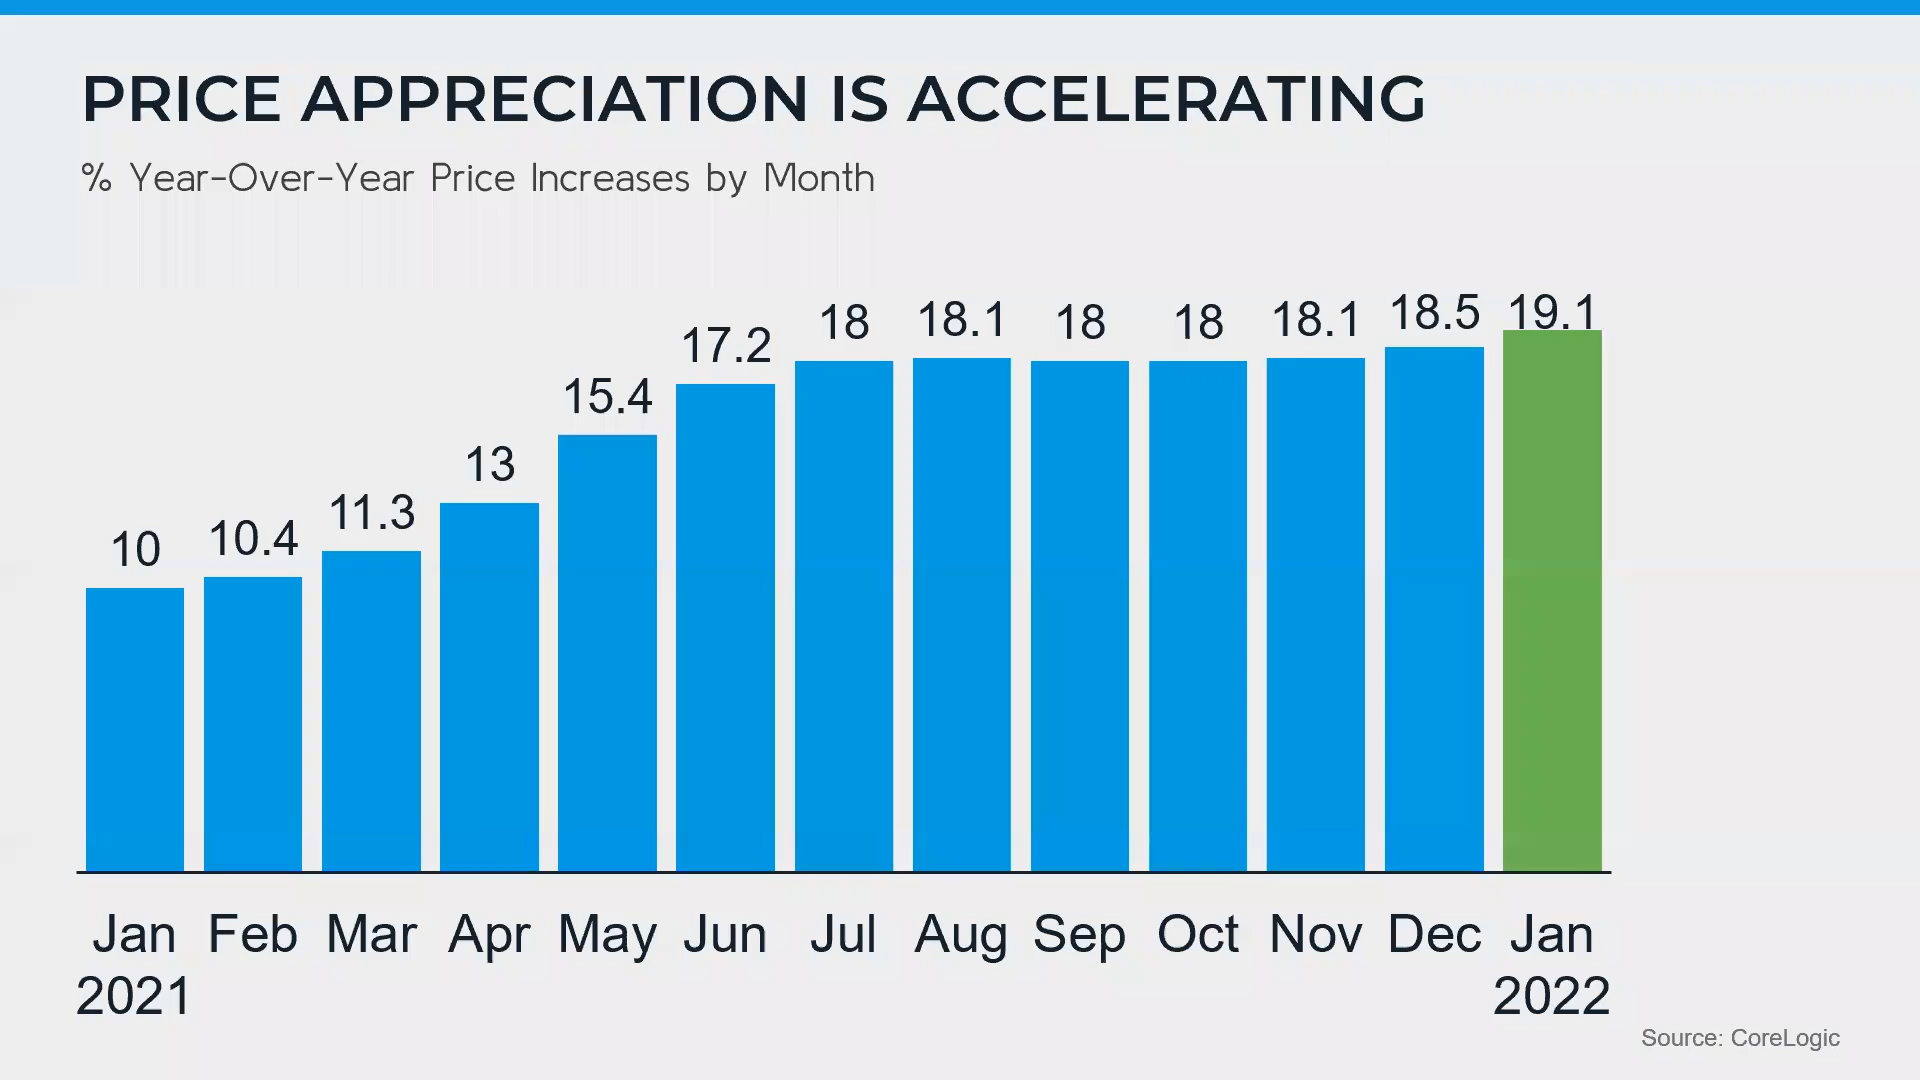 PRICE APPRECIATION IS ACCELERATING
% Year-Over-Year Price Increases by Month
10 10.4 11.3 13 15.4 17.2 18 18.1 18 18 18.1 18.5 19.1
Jan Feb Mar Apr May Jun Jul Aug Sep Oct Nov Dec Jan
2021 2022
Source: CoreLogic